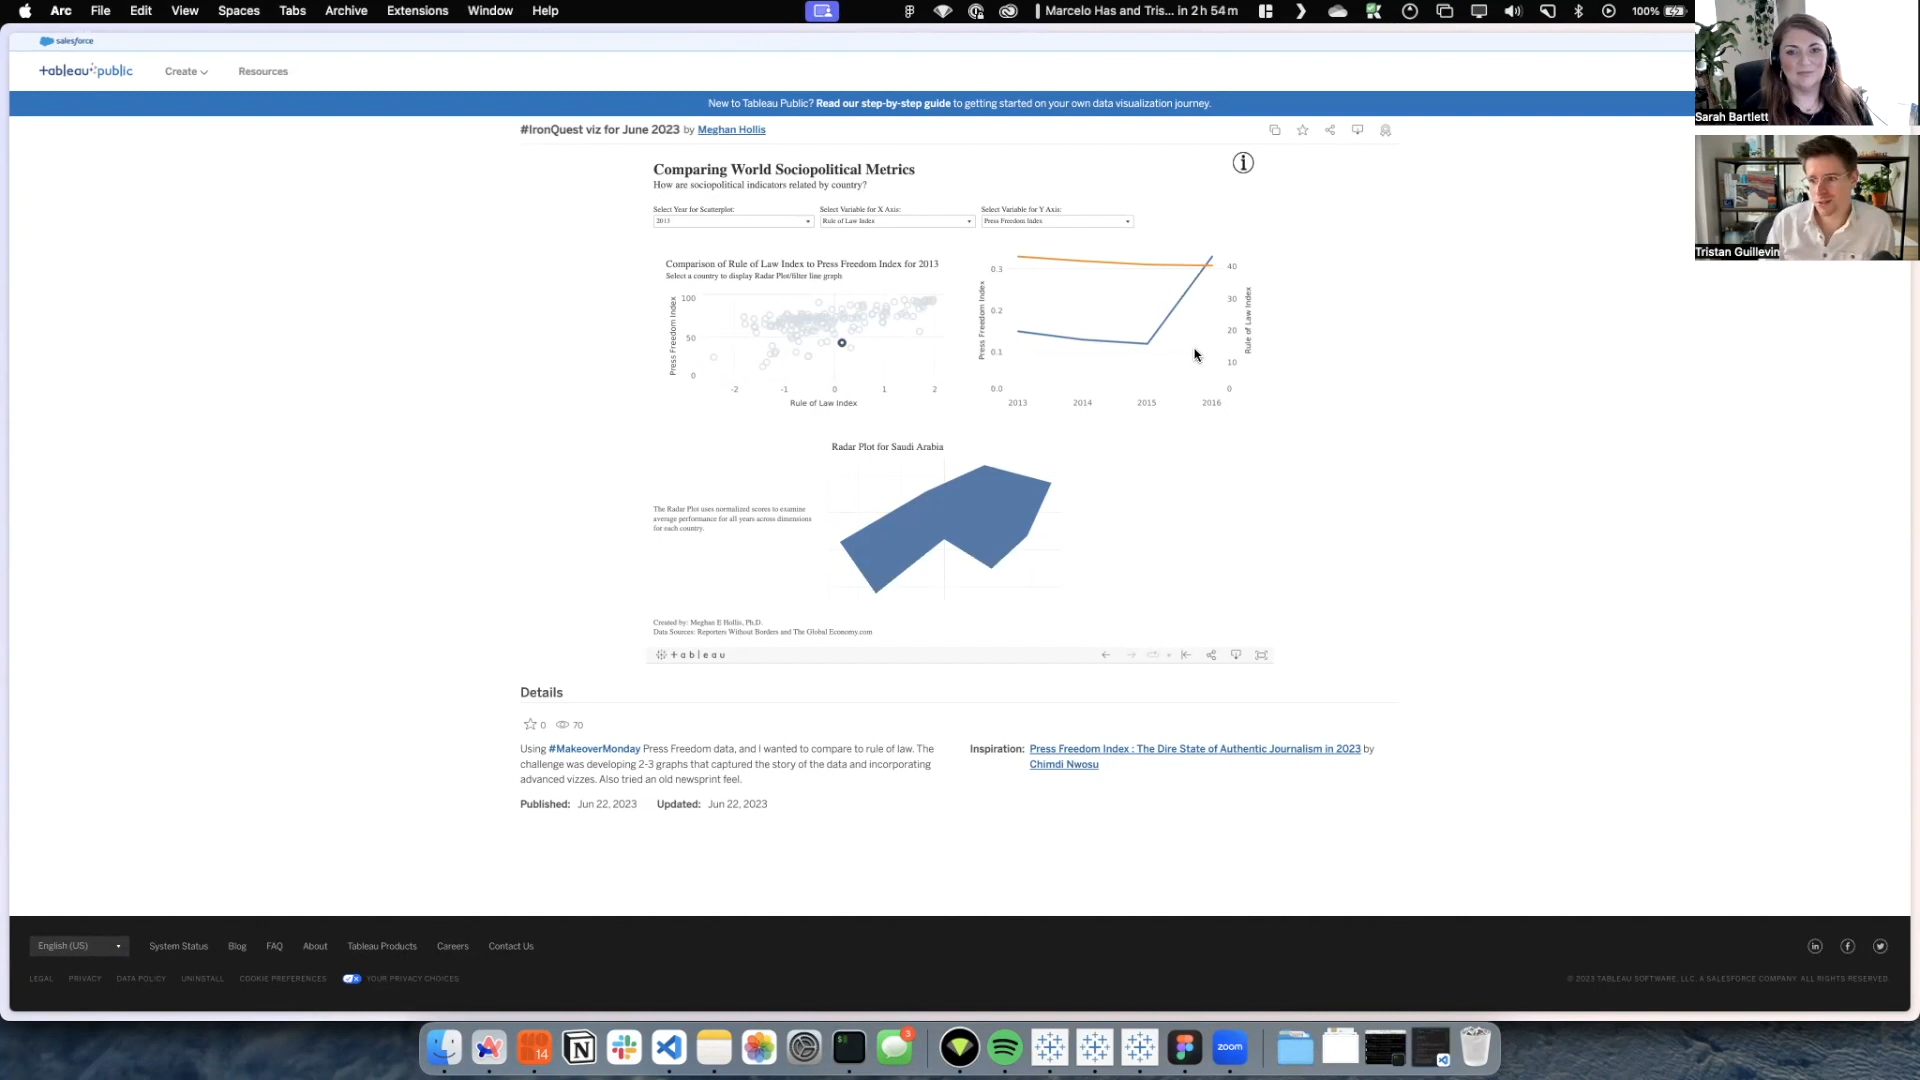 Arc File Edit View Spaces Tabs Archive Extensions Window Help
Marcelo Has and Tris... in 2 h 54 m
100%
salesforce
+ableau+public Create Resources
New to Tableau Public? Read our step-by-step guide to getting started on your own data visualization journey.
#IronQuest viz for June 2023 by Meghan Hollis
Sarah Bartlett
Tristan Guillevin
Comparing World Sociopolitical Metrics
How are sociopolitical indicators related by country?
Select Year for Scatterplot: Select Variable for X Axis: Select Variable for Y Axis:
2013 Rule of Law Index Press Freedom Index
Comparison of Rule of Law Index to Press Freedom Index for 2013
Select a country to display Radar Plot/filter line graph
Press Freedom Index
100
50
0
-2 -1 0 1 2
Rule of Law Index
Press Freedom Index
0.3
0.2
0.1
0.0
40
30
20
10
0
Rule of Law Index
2013 2014 2015 2016
Radar Plot for Saudi Arabia
The Radar Plot uses normalized scores to examine
average performance for all years across dimensions
for each country.
Created by: Meghan E Hollis, Ph.D.
Data Sources: Reporters Without Borders and The Global Economy.com
+ableau
Details
0 70
Using #MakeoverMonday Press Freedom data, and I wanted to compare to rule of law. The
challenge was developing 2-3 graphs that captured the story of the data and incorporating
advanced vizzes. Also tried an old newsprint feel.
Inspiration: Press Freedom Index : The Dire State of Authentic Journalism in 2023 by
Chimdi Nwosu
Published: Jun 22, 2023 Updated: Jun 22, 2023
English (US) System Status Blog FAQ About Tableau Products Careers Contact Us
LEGAL PRIVACY DATA POLICY UNINSTALL COOKIE PREFERENCES YOUR PRIVACY CHOICES
© 2023 TABLEAU SOFTWARE, LLC, A SALESFORCE COMPANY. ALL RIGHTS RESERVED.
14
3
zoom